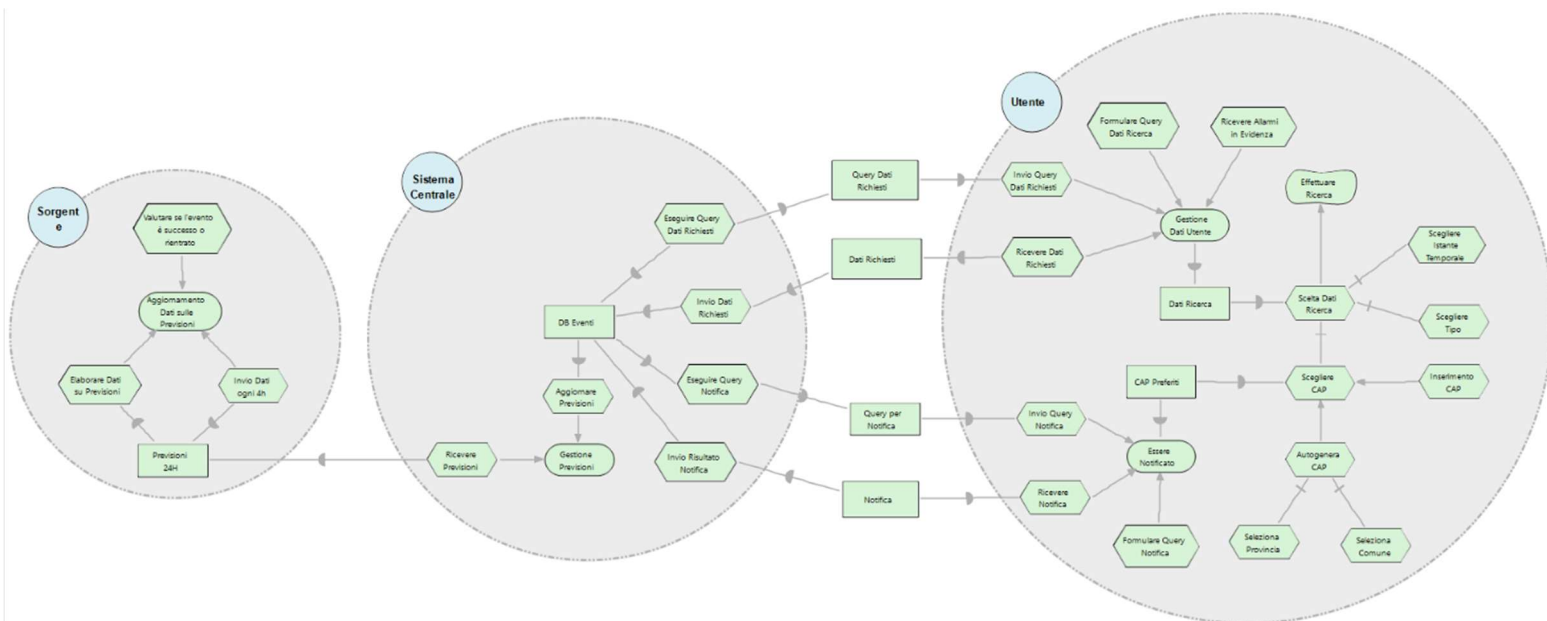 Sorgent
e
Valutare se l'evento
è successo o
rientrato
Aggiornamento
Dati sulle
Previsioni
Elaborare Dati
su Previsioni
Invio Dati
ogni 4h
Previsioni
24H
Sistema
Centrale
Eseguire Query
Dati Richiesti
Invio Dati
Richiesti
DB Eventi
Aggiornare
Previsioni
Eseguire Query
Notifica
Ricevere
Previsioni
Gestione
Previsioni
Invio Risultato
Notifica
Query Dati
Richiesti
Dati Richiesti
Query per
Notifica
Notifica
Utente
Formulare Query
Dati Ricerca
Ricevere Allarmi
in Evidenza
Invio Query
Dati Richiesti
Effettuare
Ricerca
Gestione
Dati Utente
Ricevere Dati
Richiesti
Scegliere
Istante
Temporale
Dati Ricerca
Scelta Dati
Ricerca
Scegliere
Tipo
CAP Preferiti
Scegliere
CAP
Inserimento
CAP
Invio Query
Notifica
Essere
Notificato
Autogenera
CAP
Ricevere
Notifica
Formulare Query
Notifica
Seleziona
Provincia
Seleziona
Comune